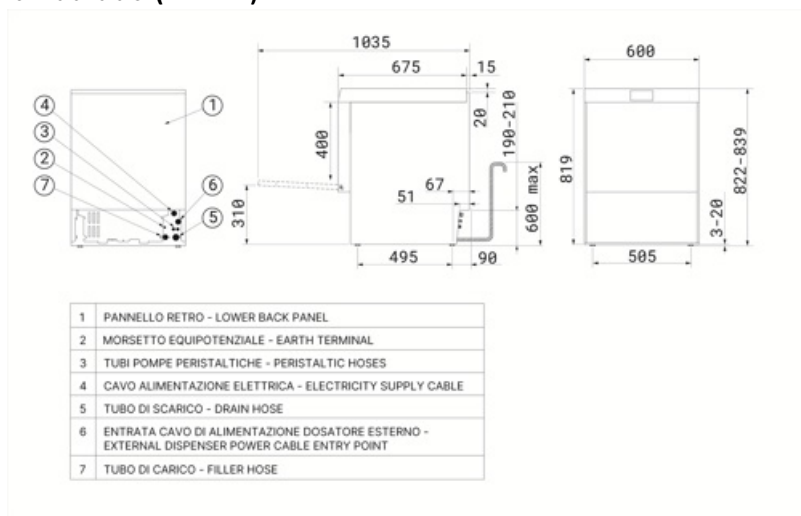 1035
675
15
600
4
1
3
2
7
6
5
400
20
190-210
310
67
51
600 max
495
90
819
822-839
3-20
505
1 PANNELLO RETRO - LOWER BACK PANEL
2 MORSETTO EQUIPOTENZIALE - EARTH TERMINAL
3 TUBI POMPE PERISTALTICHE - PERISTALTIC HOSES
4 CAVO ALIMENTAZIONE ELETTRICA - ELECTRICITY SUPPLY CABLE
5 TUBO DI SCARICO - DRAIN HOSE
6 ENTRATA CAVO DI ALIMENTAZIONE DOSATORE ESTERNO -
EXTERNAL DISPENSER POWER CABLE ENTRY POINT
7 TUBO DI CARICO - FILLER HOSE